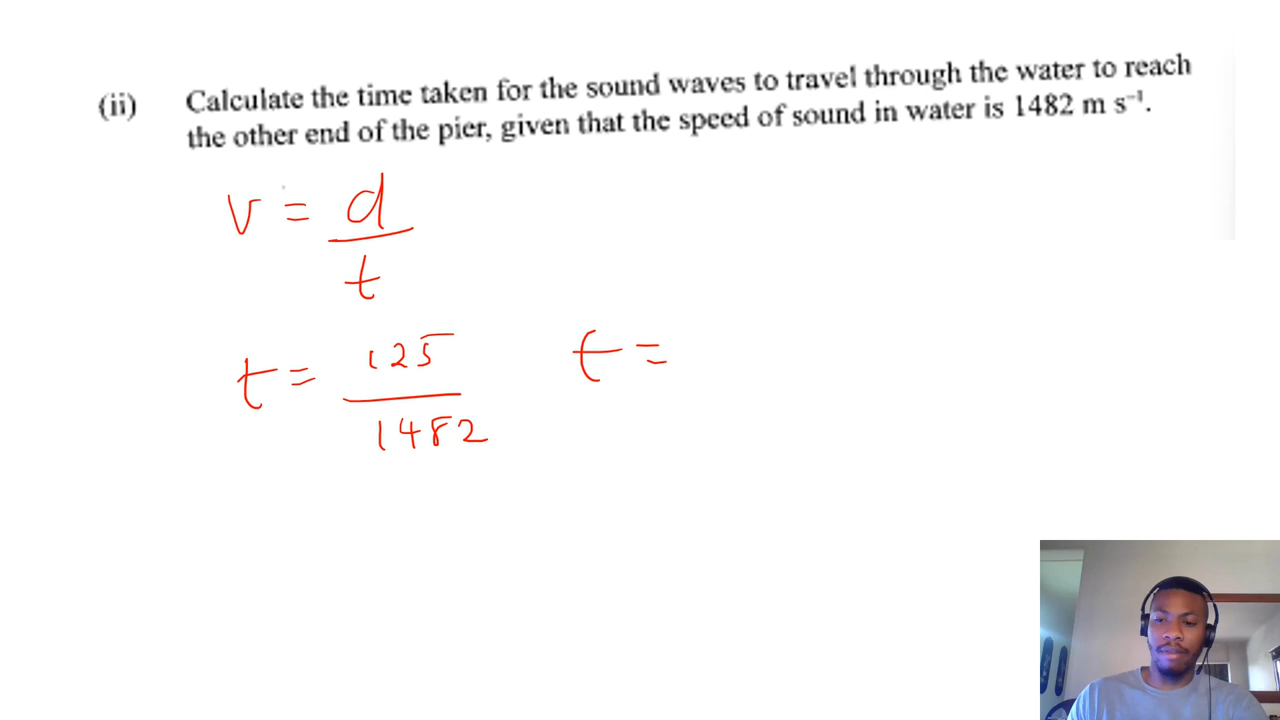 (ii) Calculate the time taken for the sound waves to travel through the water to reach
the other end of the pier, given that the speed of sound in water is 1482 m s⁻¹.
v = d
t
t = 125
1482
t =